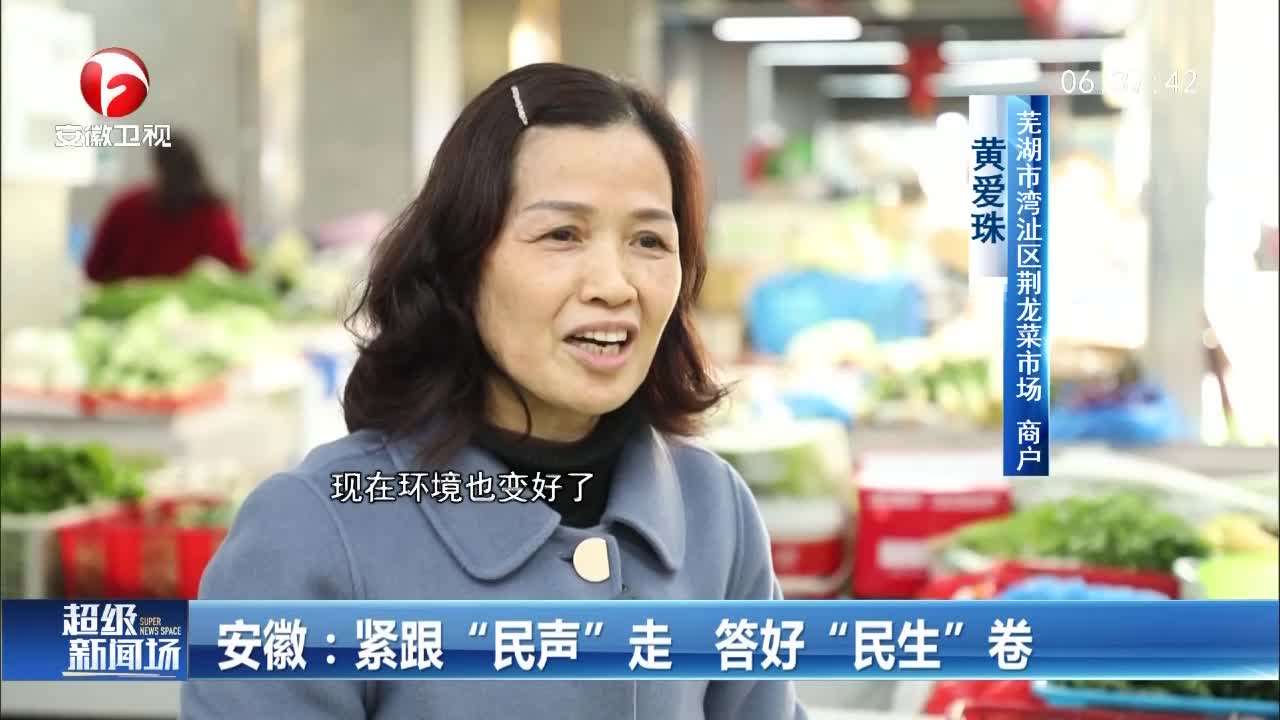 安徽卫视
06:37:42
芜湖市湾沚区荆龙菜市场 商户
黄爱珠
现在环境也变好了
超级新闻场
SUPER NEWS SPACE
安徽：紧跟“民声”走 答好“民生”卷